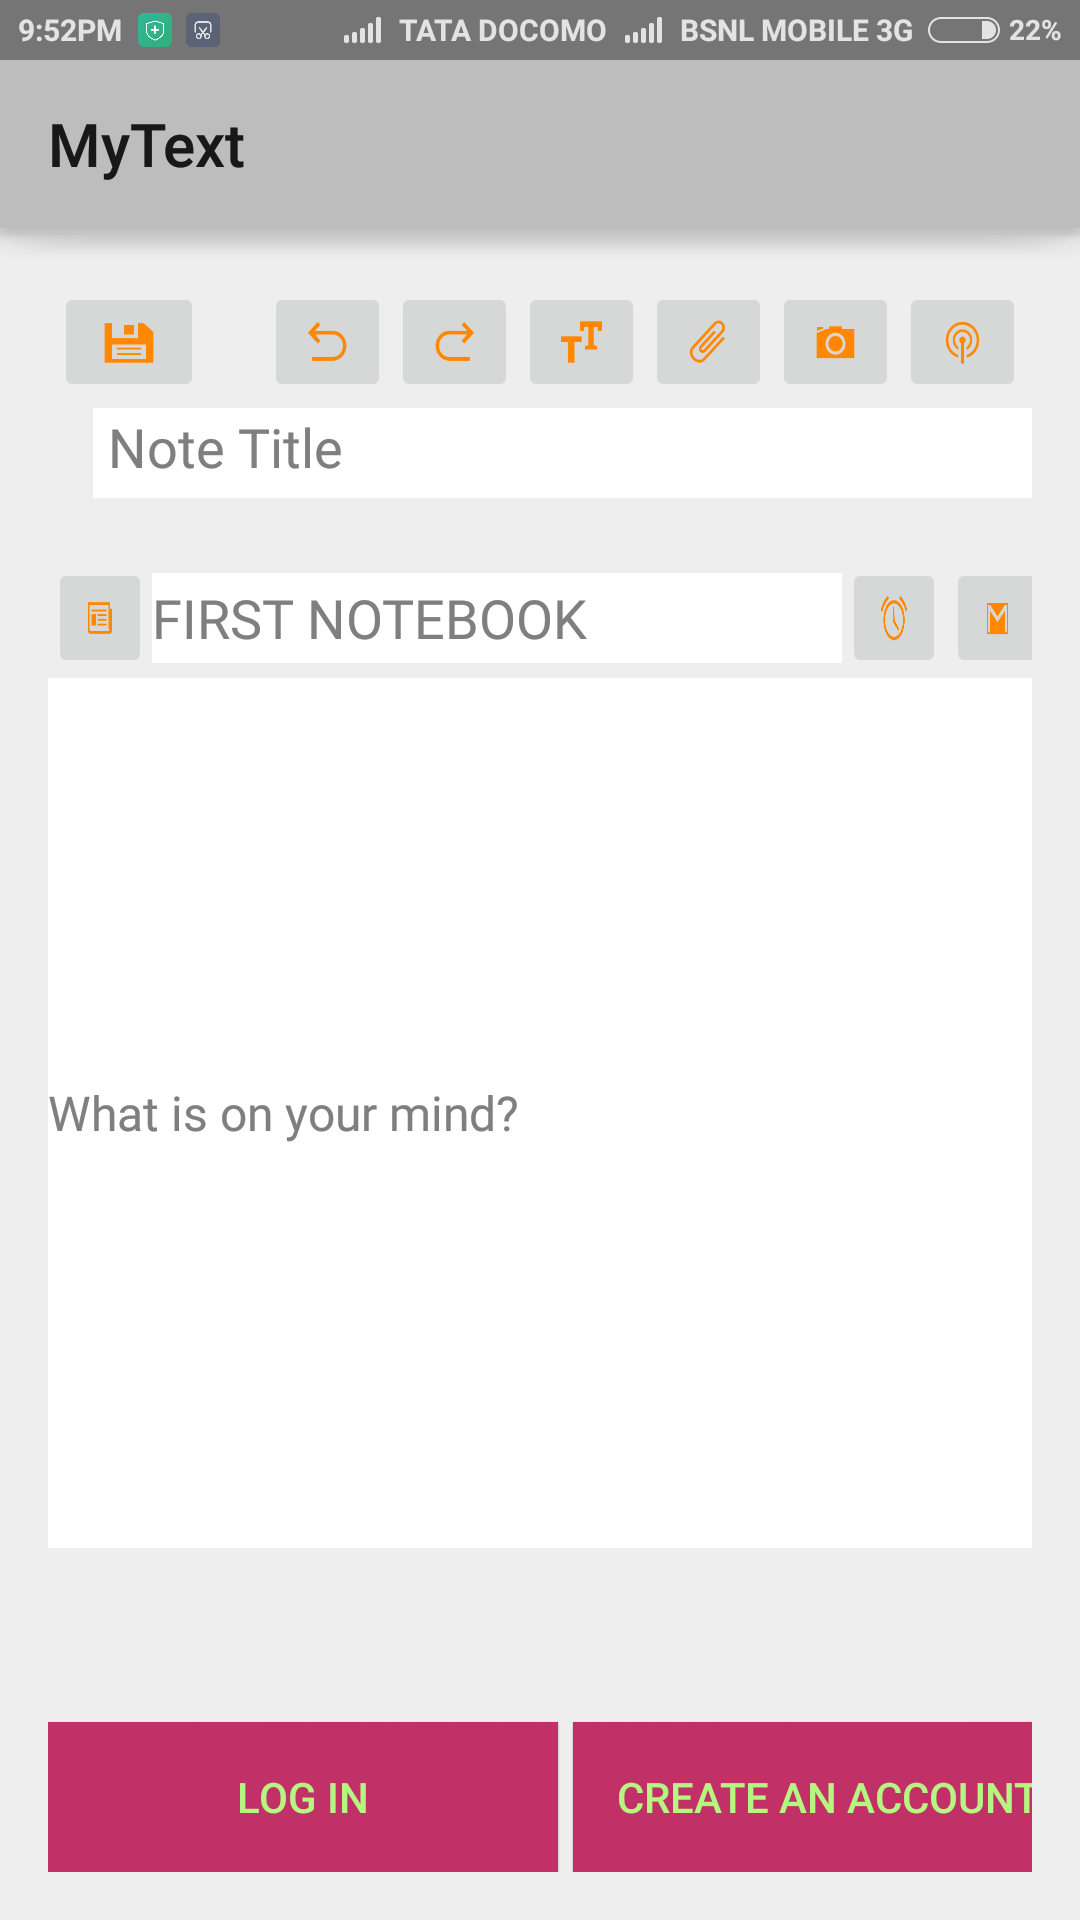 9:52PM TATA DOCOMO BSNL MOBILE 3G 22%
MyText
Note Title
FIRST NOTEBOOK
What is on your mind?
LOG IN CREATE AN ACCOUNT